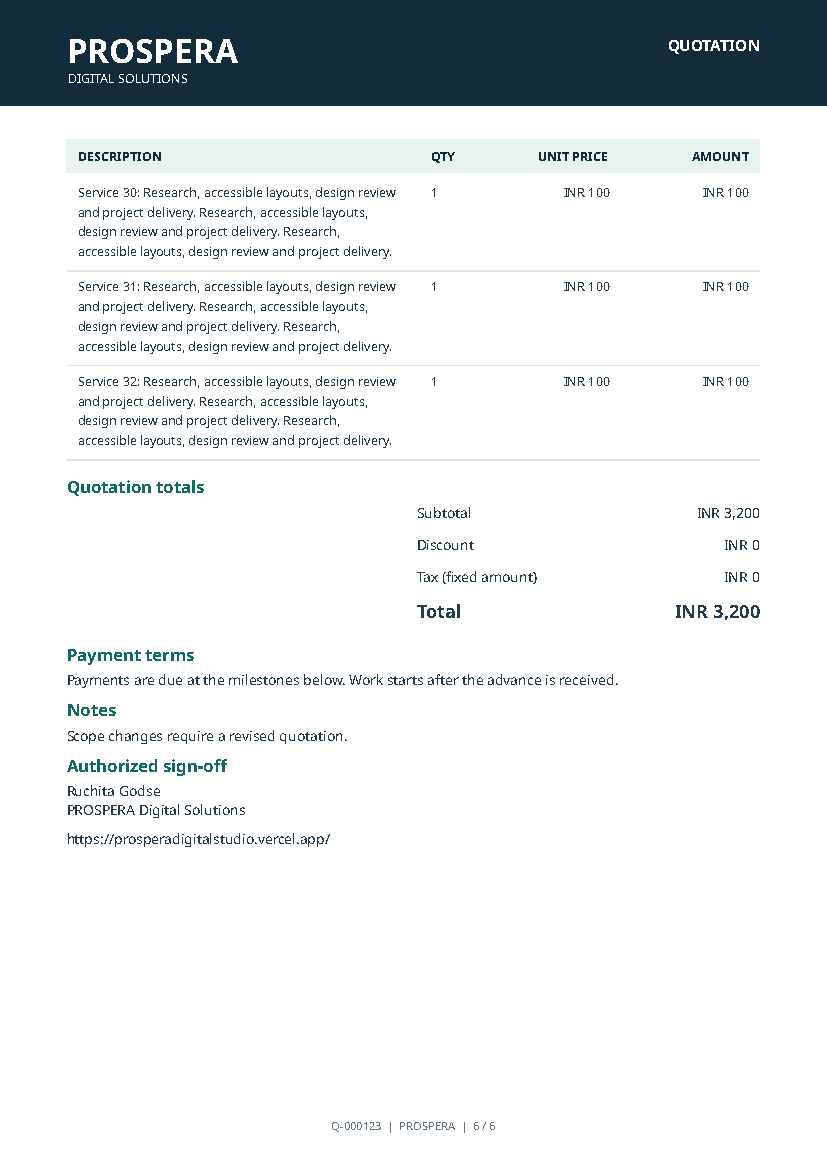 PROSPERA
DIGITAL SOLUTIONS
QUOTATION
DESCRIPTION QTY UNIT PRICE AMOUNT
Service 30: Research, accessible layouts, design review 1 INR 100 INR 100
and project delivery. Research, accessible layouts,
design review and project delivery. Research,
accessible layouts, design review and project delivery.
Service 31: Research, accessible layouts, design review 1 INR 100 INR 100
and project delivery. Research, accessible layouts,
design review and project delivery. Research,
accessible layouts, design review and project delivery.
Service 32: Research, accessible layouts, design review 1 INR 100 INR 100
and project delivery. Research, accessible layouts,
design review and project delivery. Research,
accessible layouts, design review and project delivery.
Quotation totals
Subtotal INR 3,200
Discount INR 0
Tax (fixed amount) INR 0
Total INR 3,200
Payment terms
Payments are due at the milestones below. Work starts after the advance is received.
Notes
Scope changes require a revised quotation.
Authorized sign-off
Ruchita Godse
PROSPERA Digital Solutions
https://prosperadigitalstudio.vercel.app/
Q-000123 | PROSPERA | 6 / 6